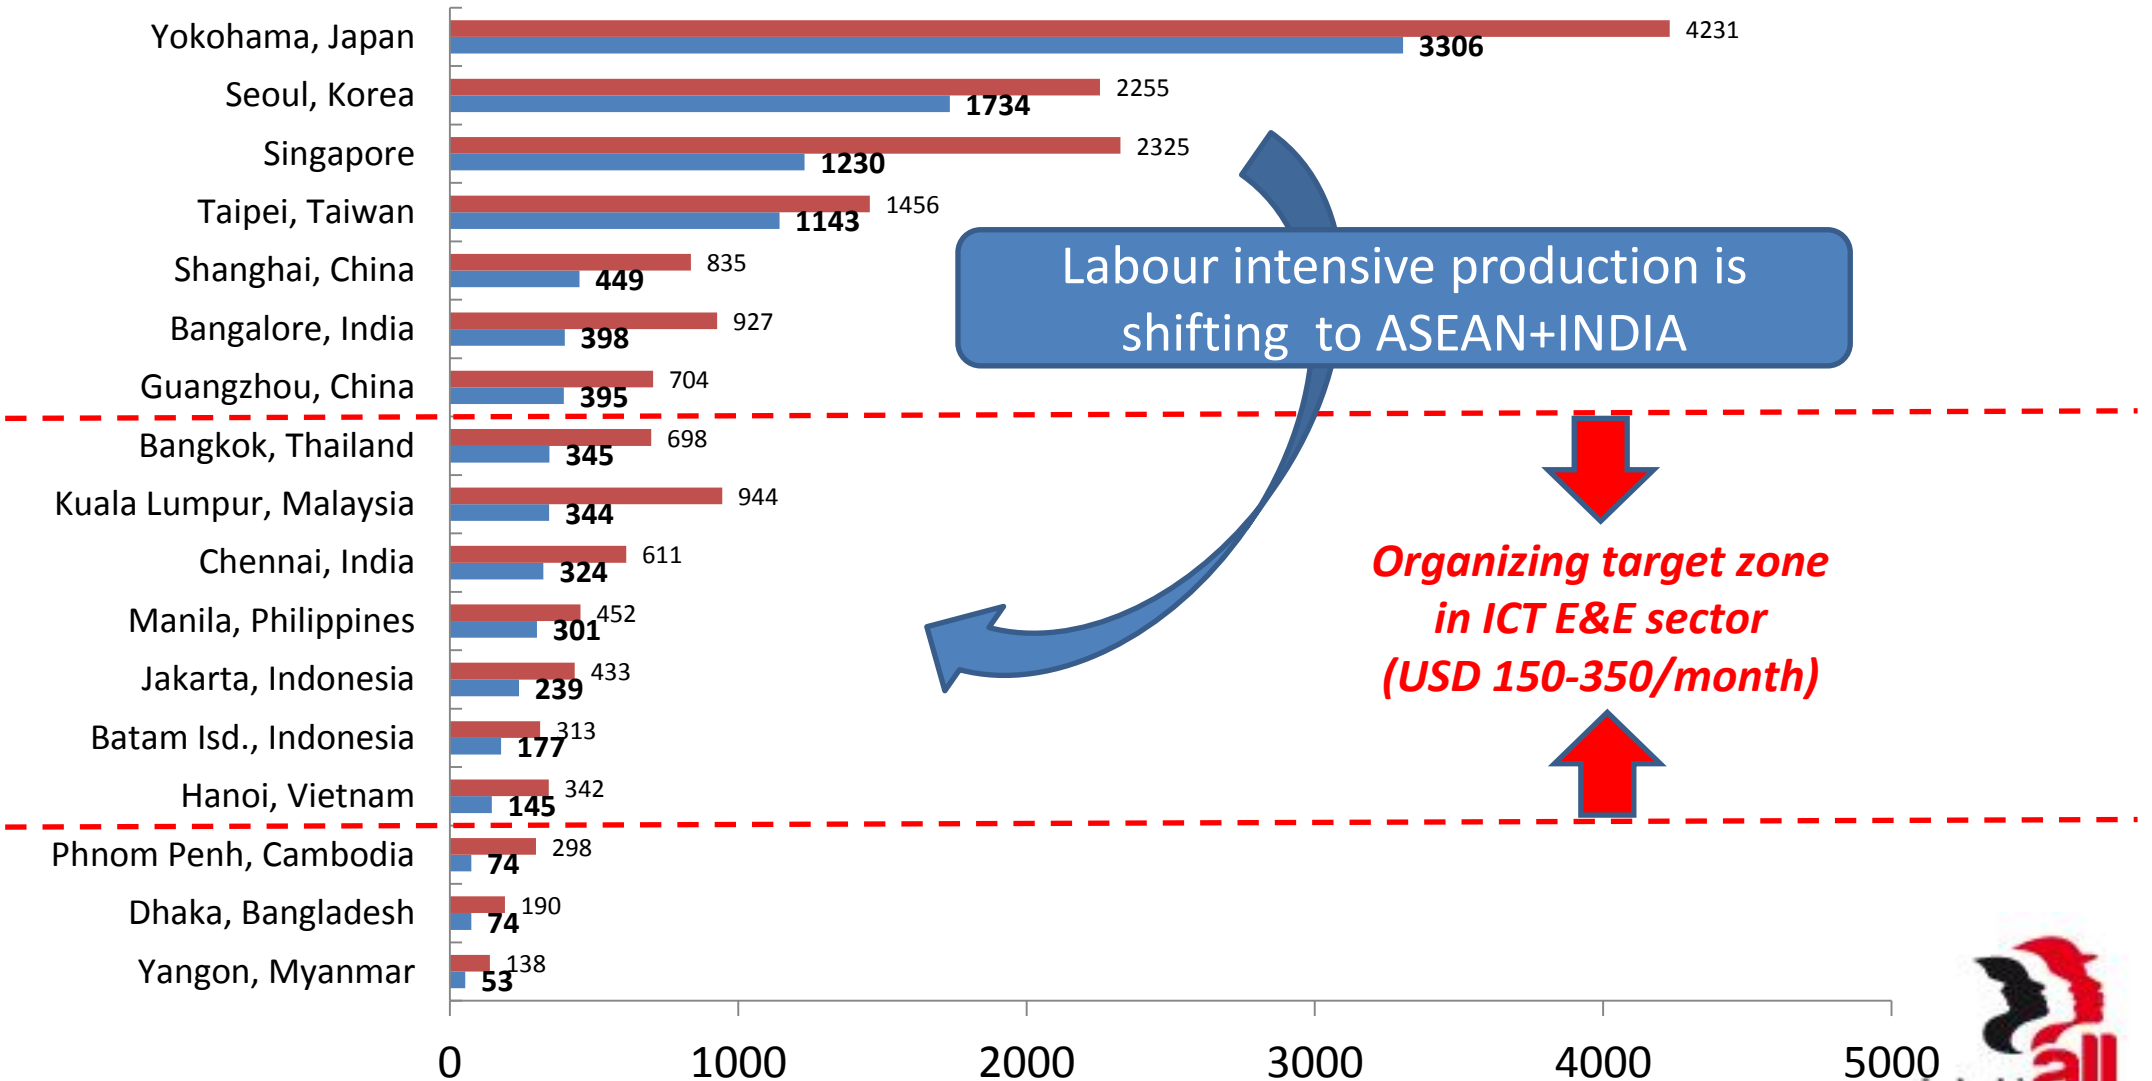 Yokohama, Japan 4231
3306
Seoul, Korea 2255
1734
Singapore 2325
1230
Taipei, Taiwan 1456
1143
Shanghai, China 835
449
Bangalore, India 927
398
Guangzhou, China 704
395
Bangkok, Thailand 698
345
Kuala Lumpur, Malaysia 944
344
Chennai, India 611
324
Manila, Philippines 452
301
Jakarta, Indonesia 433
239
Batam Isd., Indonesia 313
177
Hanoi, Vietnam 342
145
Phnom Penh, Cambodia 298
74
Dhaka, Bangladesh 190
74
Yangon, Myanmar 138
53
0 1000 2000 3000 4000 5000
Labour intensive production is
shifting to ASEAN+INDIA
Organizing target zone
in ICT E&E sector
(USD 150-350/month)
all